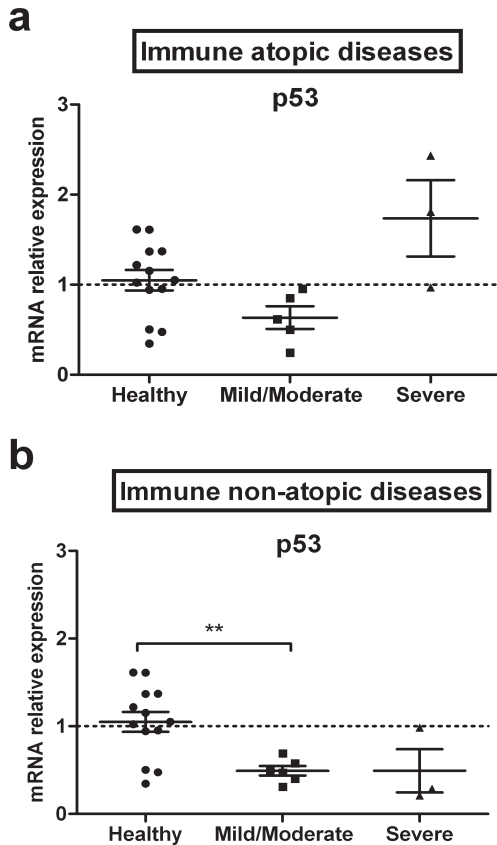 a
Immune atopic diseases
p53
mRNA relative expression
3
2
1
0
Healthy Mild/Moderate Severe
b
Immune non-atopic diseases
p53
mRNA relative expression
3
2
**
1
0
Healthy Mild/Moderate Severe